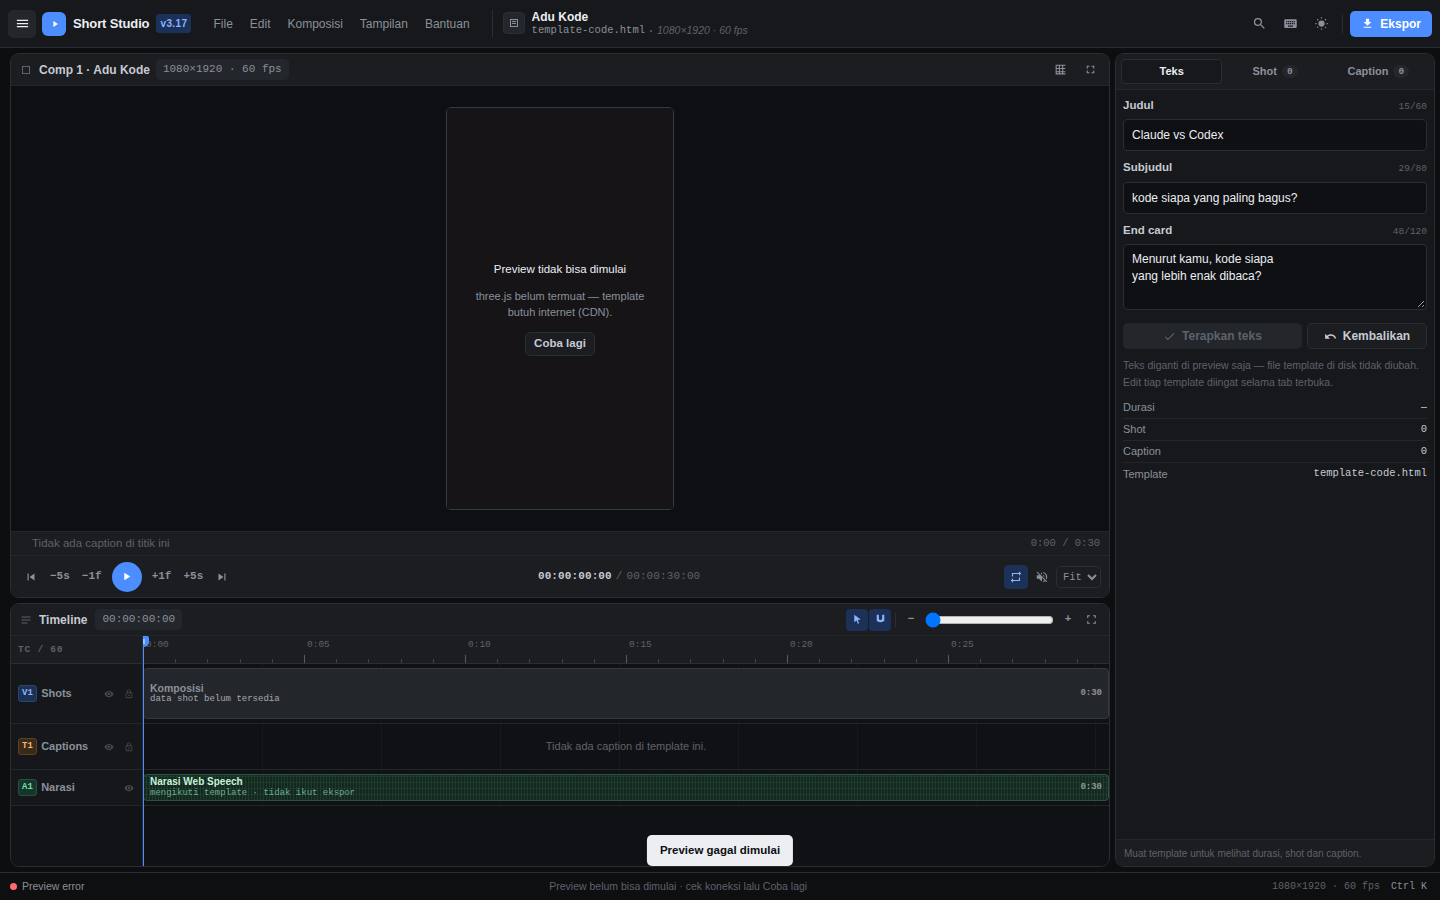 Short Studio v3.17 File Edit Komposisi Tampilan Bantuan
Adu Kode
template-code.html · 1080×1920 · 60 fps
Ekspor
Comp 1 · Adu Kode 1080×1920 · 60 fps
Preview tidak bisa dimulai
three.js belum termuat — template
butuh internet (CDN).
Coba lagi
Tidak ada caption di titik ini 0:00 / 0:30
−5s −1f +1f +5s 00:00:00:00 / 00:00:30:00 Fit
Timeline 00:00:00:00 − +
TC / 60 0:00 0:05 0:10 0:15 0:20 0:25
V1 Shots
Komposisi
data shot belum tersedia
0:30
T1 Captions Tidak ada caption di template ini.
A1 Narasi
Narasi Web Speech
mengikuti template · tidak ikut ekspor
0:30
Preview gagal dimulai
Teks Shot 0 Caption 0
Judul 15/60
Claude vs Codex
Subjudul 29/80
kode siapa yang paling bagus?
End card 48/120
Menurut kamu, kode siapa
yang lebih enak dibaca?
Terapkan teks Kembalikan
Teks diganti di preview saja — file template di disk tidak diubah.
Edit tiap template diingat selama tab terbuka.
Durasi —
Shot 0
Caption 0
Template template-code.html
Muat template untuk melihat durasi, shot dan caption.
Preview error Preview belum bisa dimulai · cek koneksi lalu Coba lagi 1080×1920 · 60 fps Ctrl K